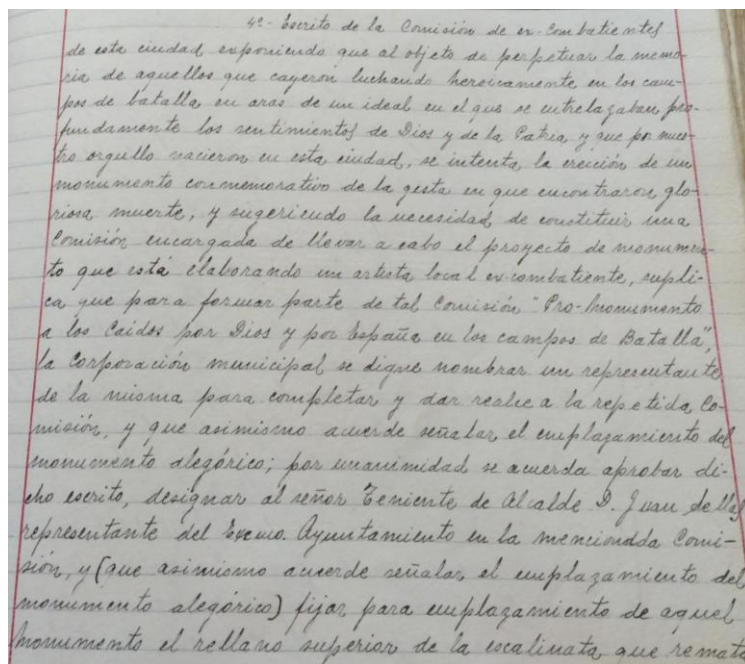 4º- Escrito de la Comisión de ex-Combatientes
de esta ciudad exponiendo que al objeto de perpetuar la memo-
ria de aquellos que cayeron luchando heroicamente en los cam-
pos de batalla en aras de un ideal en el que se entrelazaban pro-
fundamente los sentimientos de Dios y de la Patria, y que por nues-
tro orgullo nacieron en esta ciudad, se intenta la erección de un
monumento conmemorativo de la gesta en que encontraron glo-
riosa muerte, y sugeriendo la necesidad de constituir una
Comisión encargada de llevar a cabo el proyecto de monumen-
to que está elaborando un artista local ex-combatiente, supli-
ca que para formar parte de tal Comisión "Pro-Monumento
a los Caídos por Dios y por España en los campos de Batalla",
la Corporación municipal se digne nombrar un representante
de la misma para completar y dar realce a la repetida Co-
misión, y que asimismo acuerde señalar el emplazamiento del
monumento alegórico; por unanimidad se acuerda aprobar di-
cho escrito, designar al señor Teniente de Alcalde D. Juan
representante del Excmo. Ayuntamiento en la mencionada Comi-
sión, y (que asimismo acuerde señalar el emplazamiento del
monumento alegórico) fijar para emplazamiento de aquel
monumento el rellano superior de la escalinata que remata